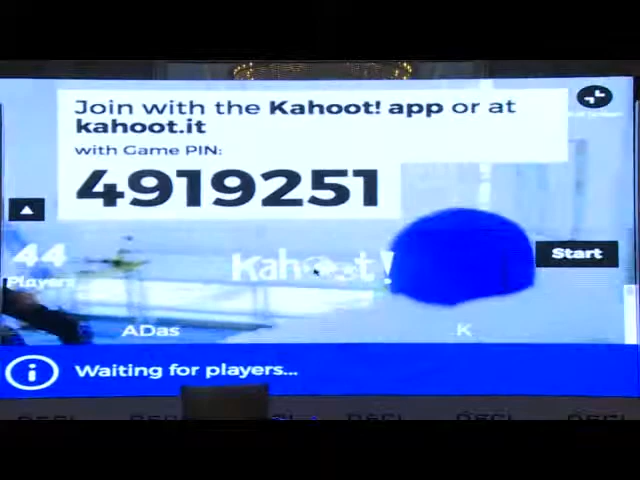 Join with the Kahoot! app or at
kahoot.it
with Game PIN:
4919251
44
Players
Kahoot!
Start
ADas
K
Waiting for players...